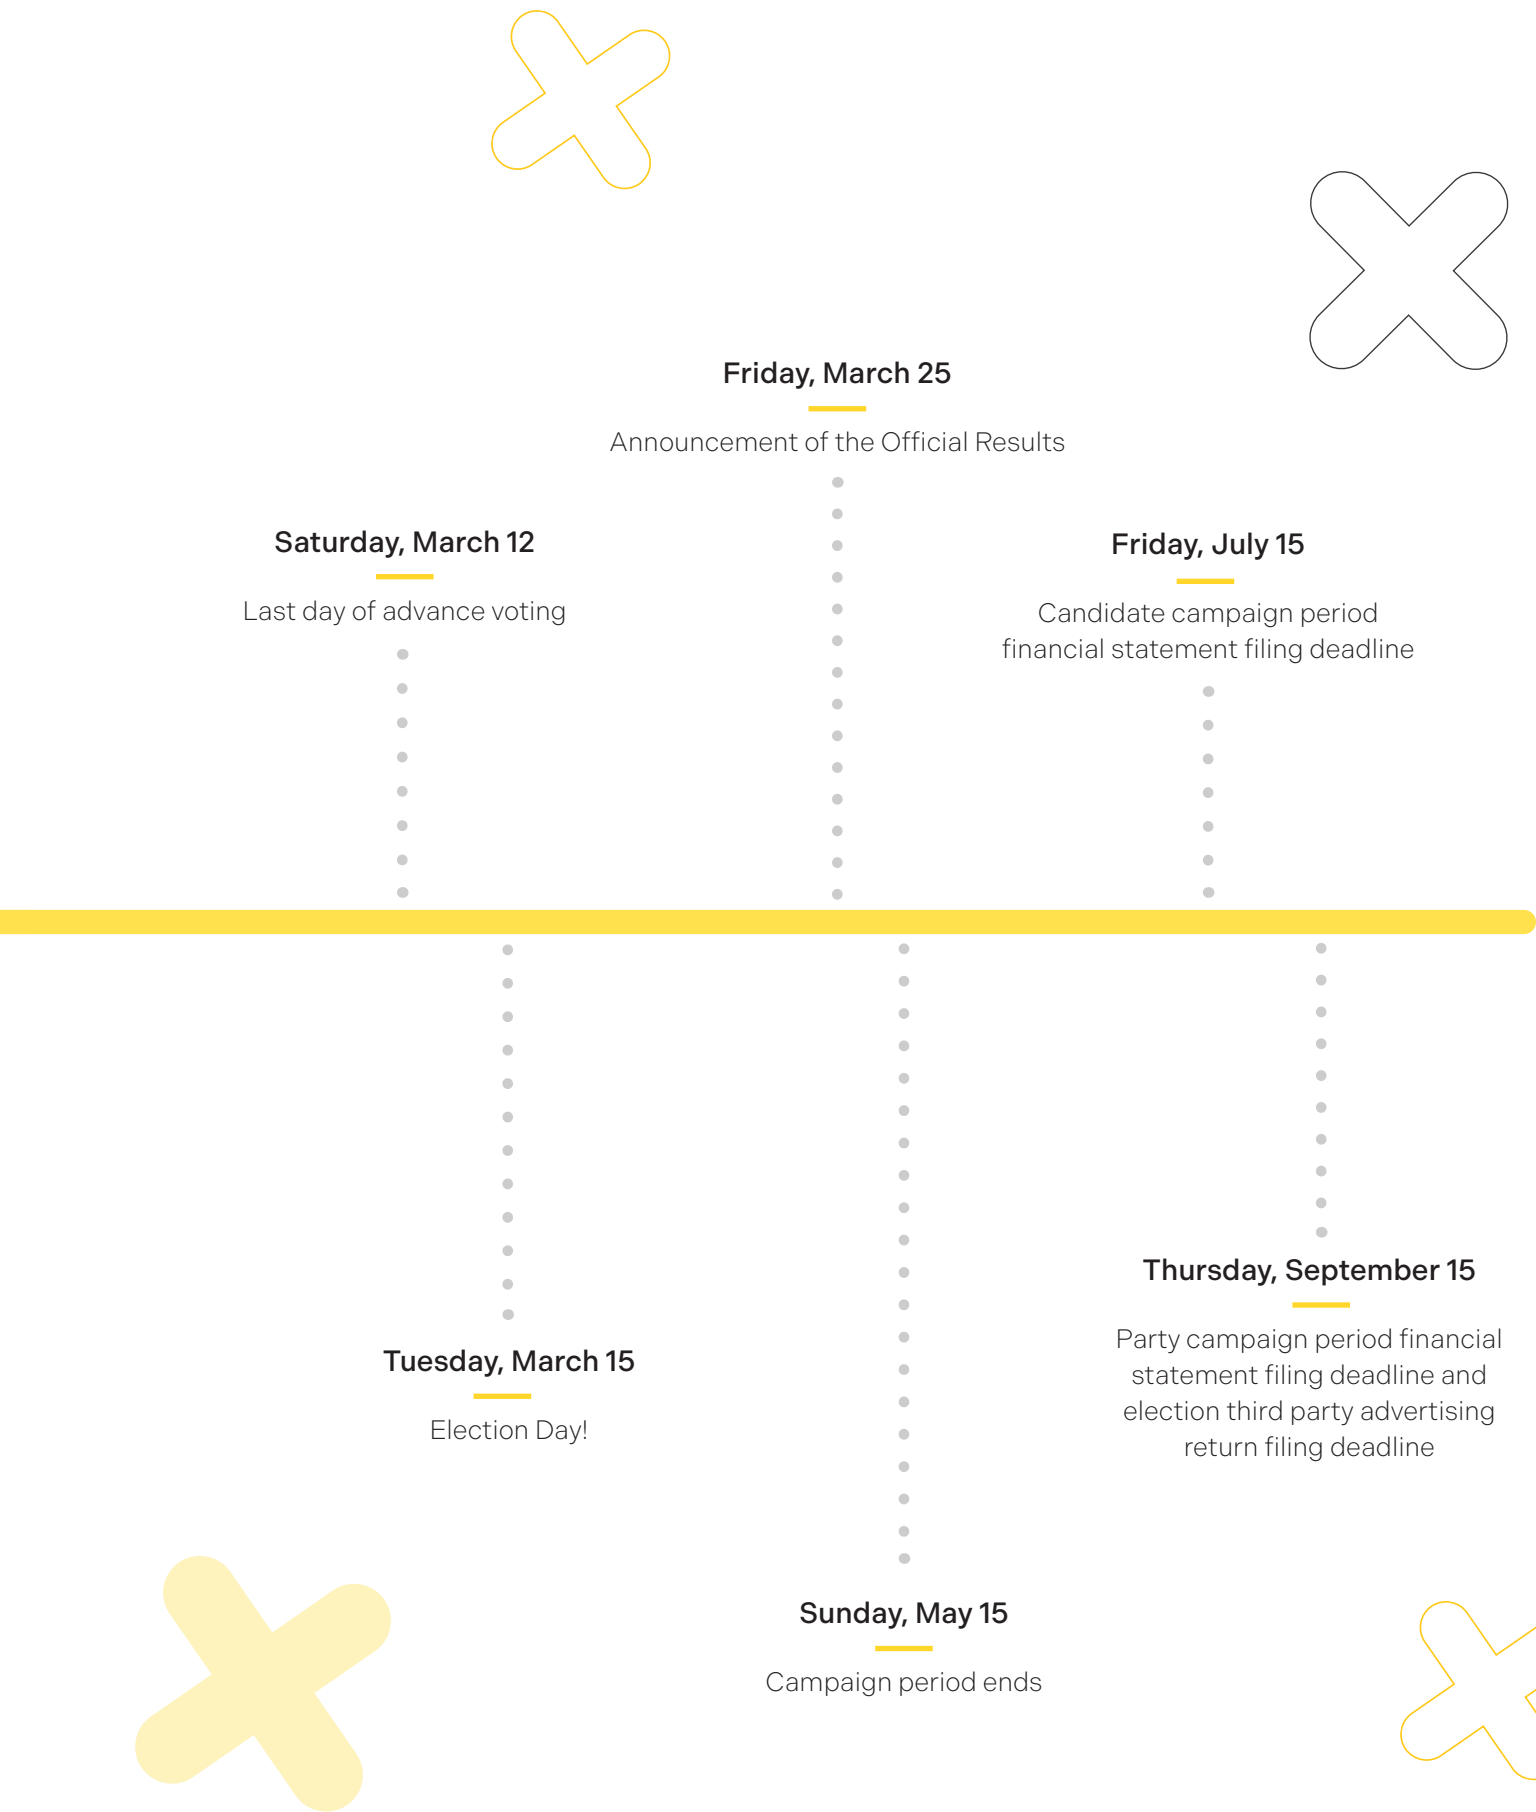 Friday, March 25
Announcement of the Official Results
Saturday, March 12
Last day of advance voting
Friday, July 15
Candidate campaign period
financial statement filing deadline
Tuesday, March 15
Election Day!
Sunday, May 15
Campaign period ends
Thursday, September 15
Party campaign period financial
statement filing deadline and
election third party advertising
return filing deadline